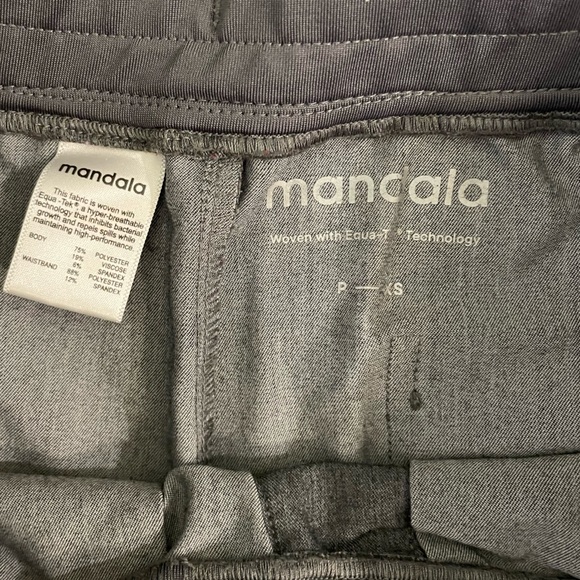 mandala
This fabric is woven with
Equa -Tek® a hyper-breathable
technology that inhibits bacterial
growth and repels spills while
maintaining high-performance.
BODY 75% POLYESTER
19% VISCOSE
6% SPANDEX
WAISTBAND 88% POLYESTER
12% SPANDEX
mandala
Woven with Equa-T ® Technology
P — XS